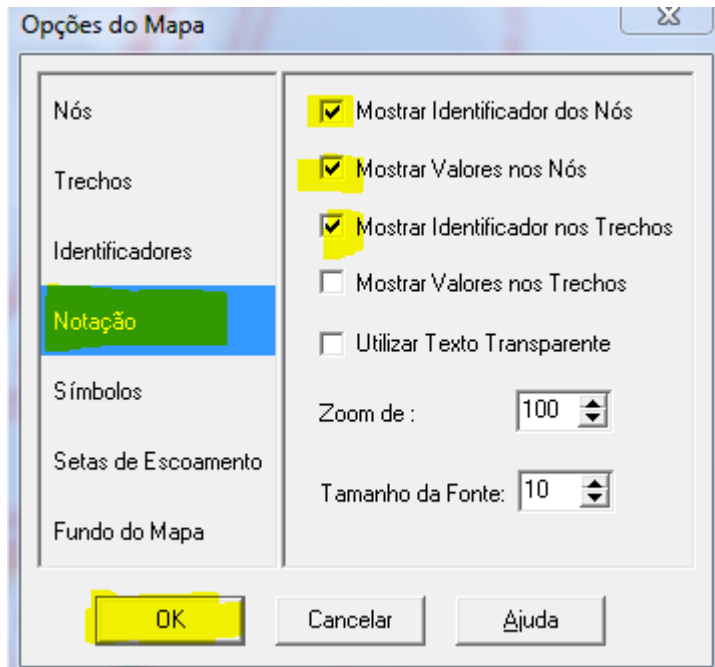 Opções do Mapa
Nós
Trechos
Identificadores
Notação
Símbolos
Setas de Escoamento
Fundo do Mapa
Mostrar Identificador dos Nós
Mostrar Valores nos Nós
Mostrar Identificador nos Trechos
Mostrar Valores nos Trechos
Utilizar Texto Transparente
Zoom de : 100
Tamanho da Fonte: 10
OK Cancelar Ajuda